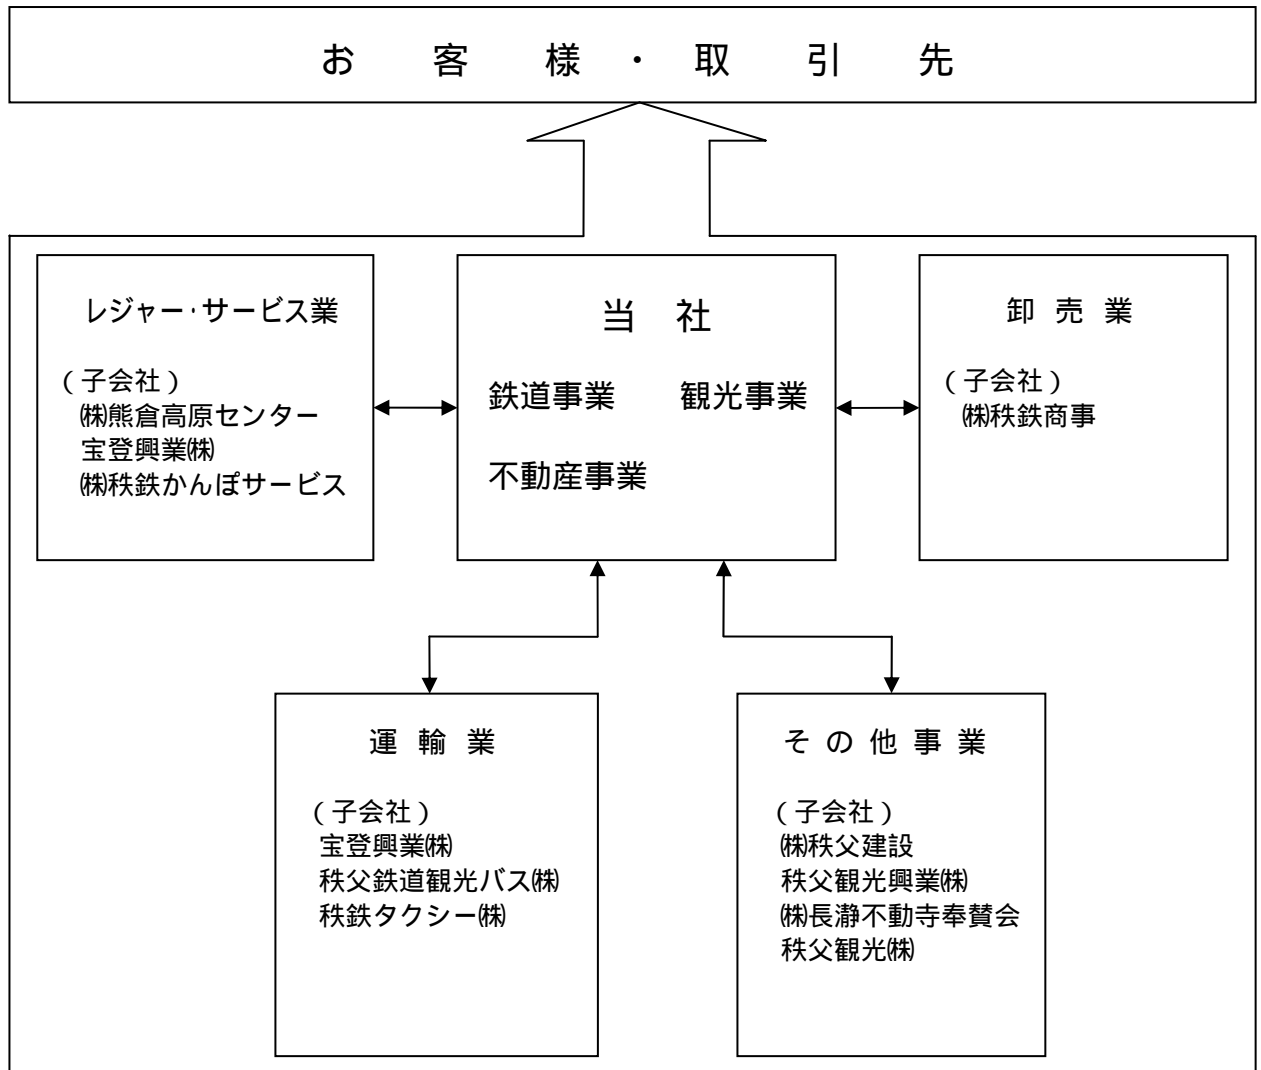 お客様・取引先
レジャー・サービス業
(子会社)
㈱熊倉高原センター
宝登興業㈱
㈱秩鉄かんぽサービス
当社
鉄道事業 観光事業
不動産事業
卸売業
(子会社)
㈱秩鉄商事
運輸業
(子会社)
宝登興業㈱
秩父鉄道観光バス㈱
秩鉄タクシー㈱
その他事業
(子会社)
㈱秩父建設
秩父観光興業㈱
㈱長瀞不動寺奉賛会
秩父観光㈱